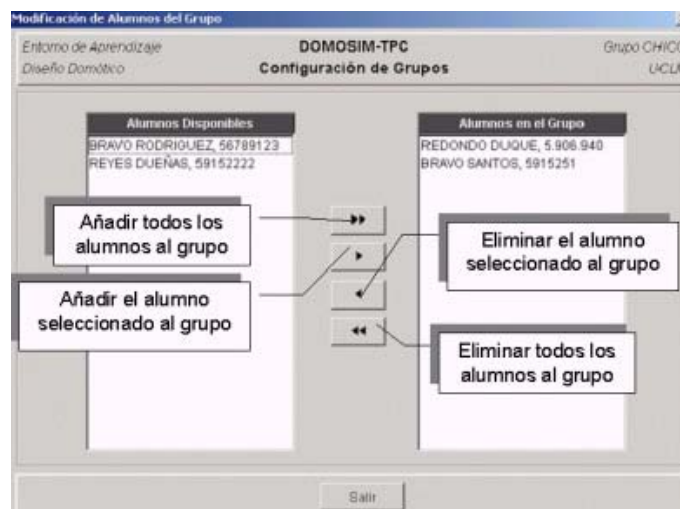 Modificación de Alumnos del Grupo
Entorno de Aprendizaje
DOMOSIM-TPC
Grupo CHICO
Diseño Domótico
Configuración de Grupos
UCLM
Alumnos Disponibles
Alumnos en el Grupo
BRAVO RODRIGUEZ, 56789123
REDONDO DUQUE, 5.906.940
REYES DUEÑAS, 59152222
BRAVO SANTOS, 5915251
Añadir todos los
alumnos al grupo
Eliminar el alumno
seleccionado al grupo
Añadir el alumno
seleccionado al grupo
Eliminar todos los
alumnos al grupo
Salir